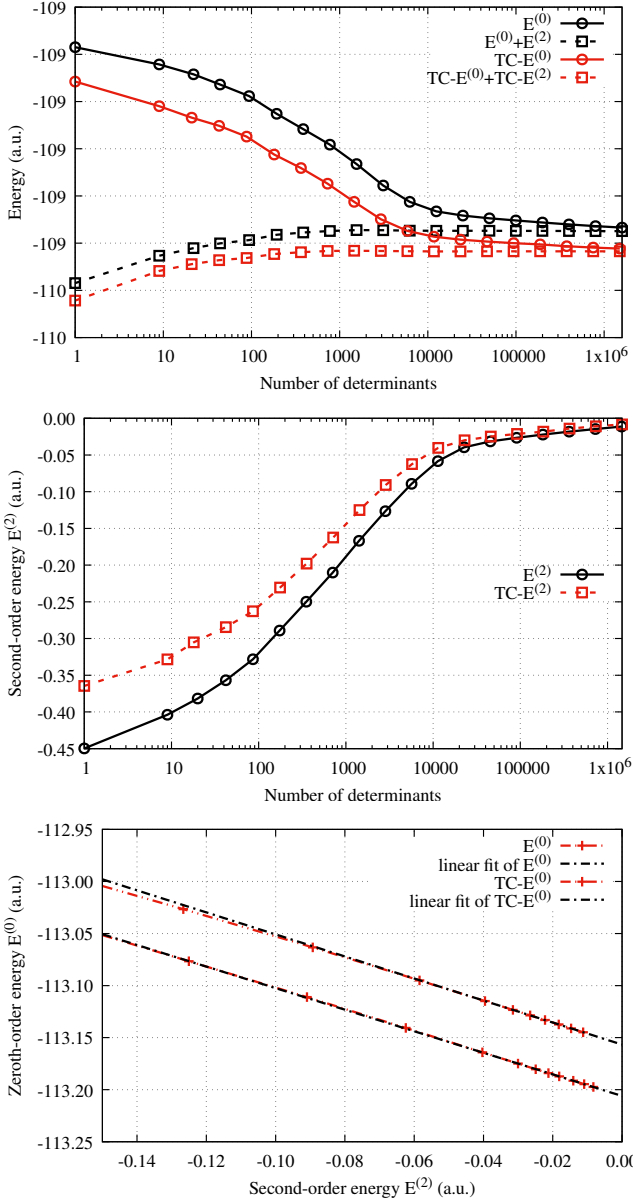 -109
-109
-109
-109
-109
-109
-110
-110
Energy (a.u.)
E(0)
E(0)+E(2)
TC-E(0)
TC-E(0)+TC-E(2)
1 10 100 1000 10000 100000 1x10^6
Number of determinants
0.00
-0.05
-0.10
-0.15
-0.20
-0.25
-0.30
-0.35
-0.40
-0.45
Second-order energy E(2) (a.u.)
E(2)
TC-E(2)
1 10 100 1000 10000 100000 1x10^6
Number of determinants
-112.95
-113.00
-113.05
-113.10
-113.15
-113.20
-113.25
Zeroth-order energy E(0) (a.u.)
E(0)
linear fit of E(0)
TC-E(0)
linear fit of TC-E(0)
-0.14 -0.12 -0.10 -0.08 -0.06 -0.04 -0.02 0.00
Second-order energy E(2) (a.u.)